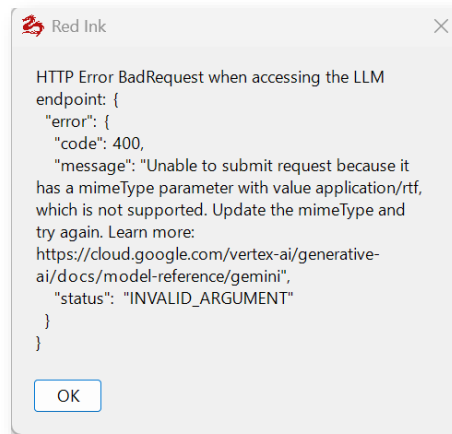 Red Ink
HTTP Error BadRequest when accessing the LLM
endpoint: {
  "error": {
    "code": 400,
    "message": "Unable to submit request because it
has a mimeType parameter with value application/rtf,
which is not supported. Update the mimeType and
try again. Learn more:
https://cloud.google.com/vertex-ai/generative-
ai/docs/model-reference/gemini",
    "status":  "INVALID_ARGUMENT"
  }
}
OK